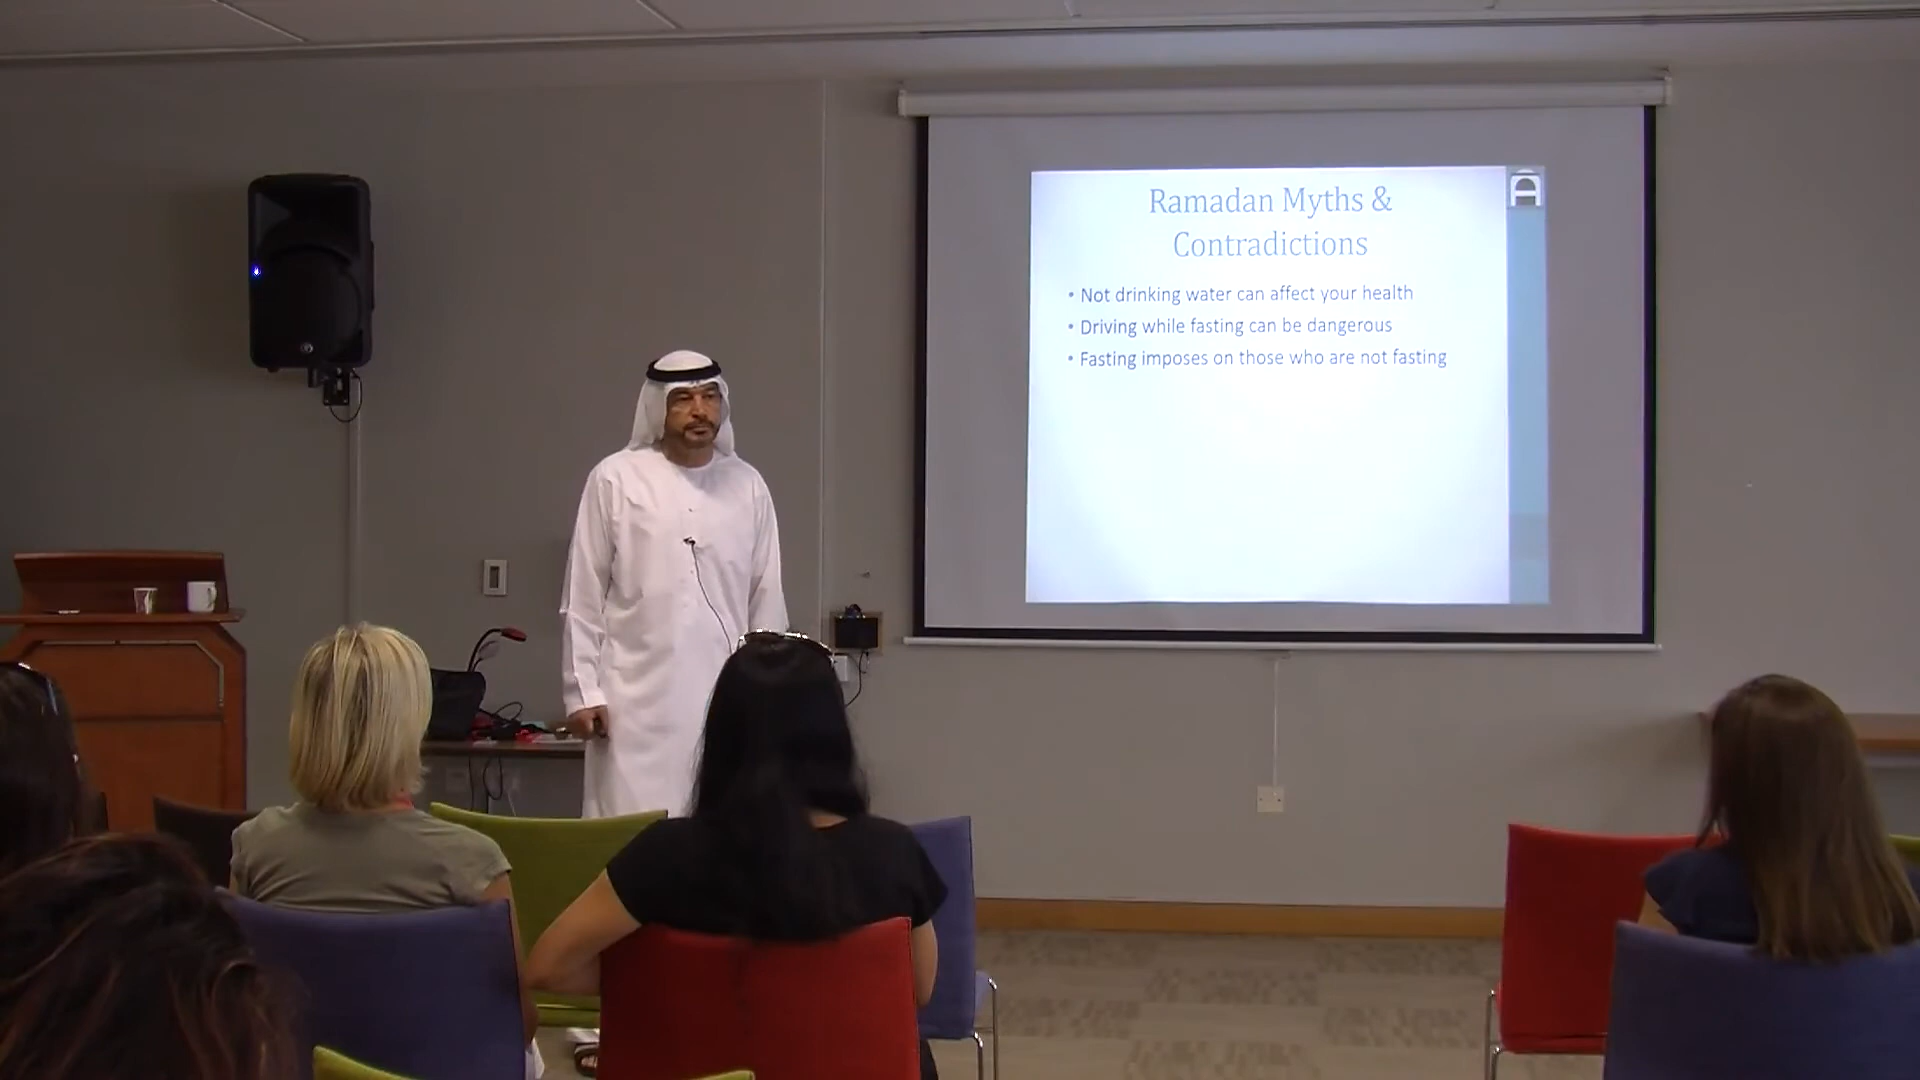 Ramadan Myths &
Contradictions
• Not drinking water can affect your health
• Driving while fasting can be dangerous
• Fasting imposes on those who are not fasting